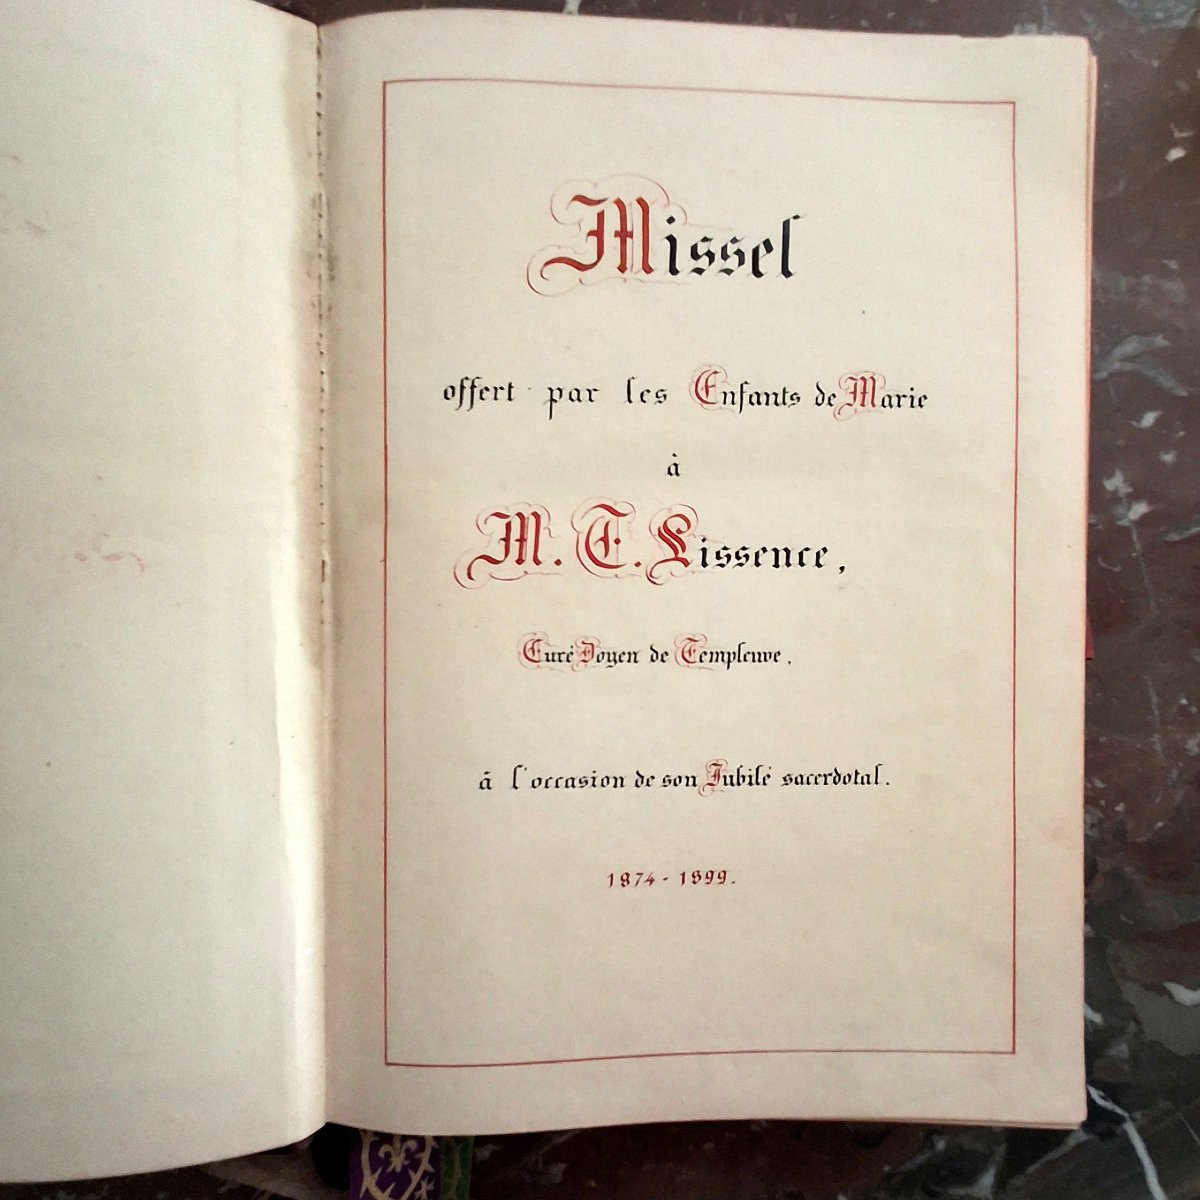 Missel
offert par les Enfants de Marie
à
M. T. Lissence,
Curé Doyen de Templeuve.
à l'occasion de son Jubilé sacerdotal.
1874 - 1899.